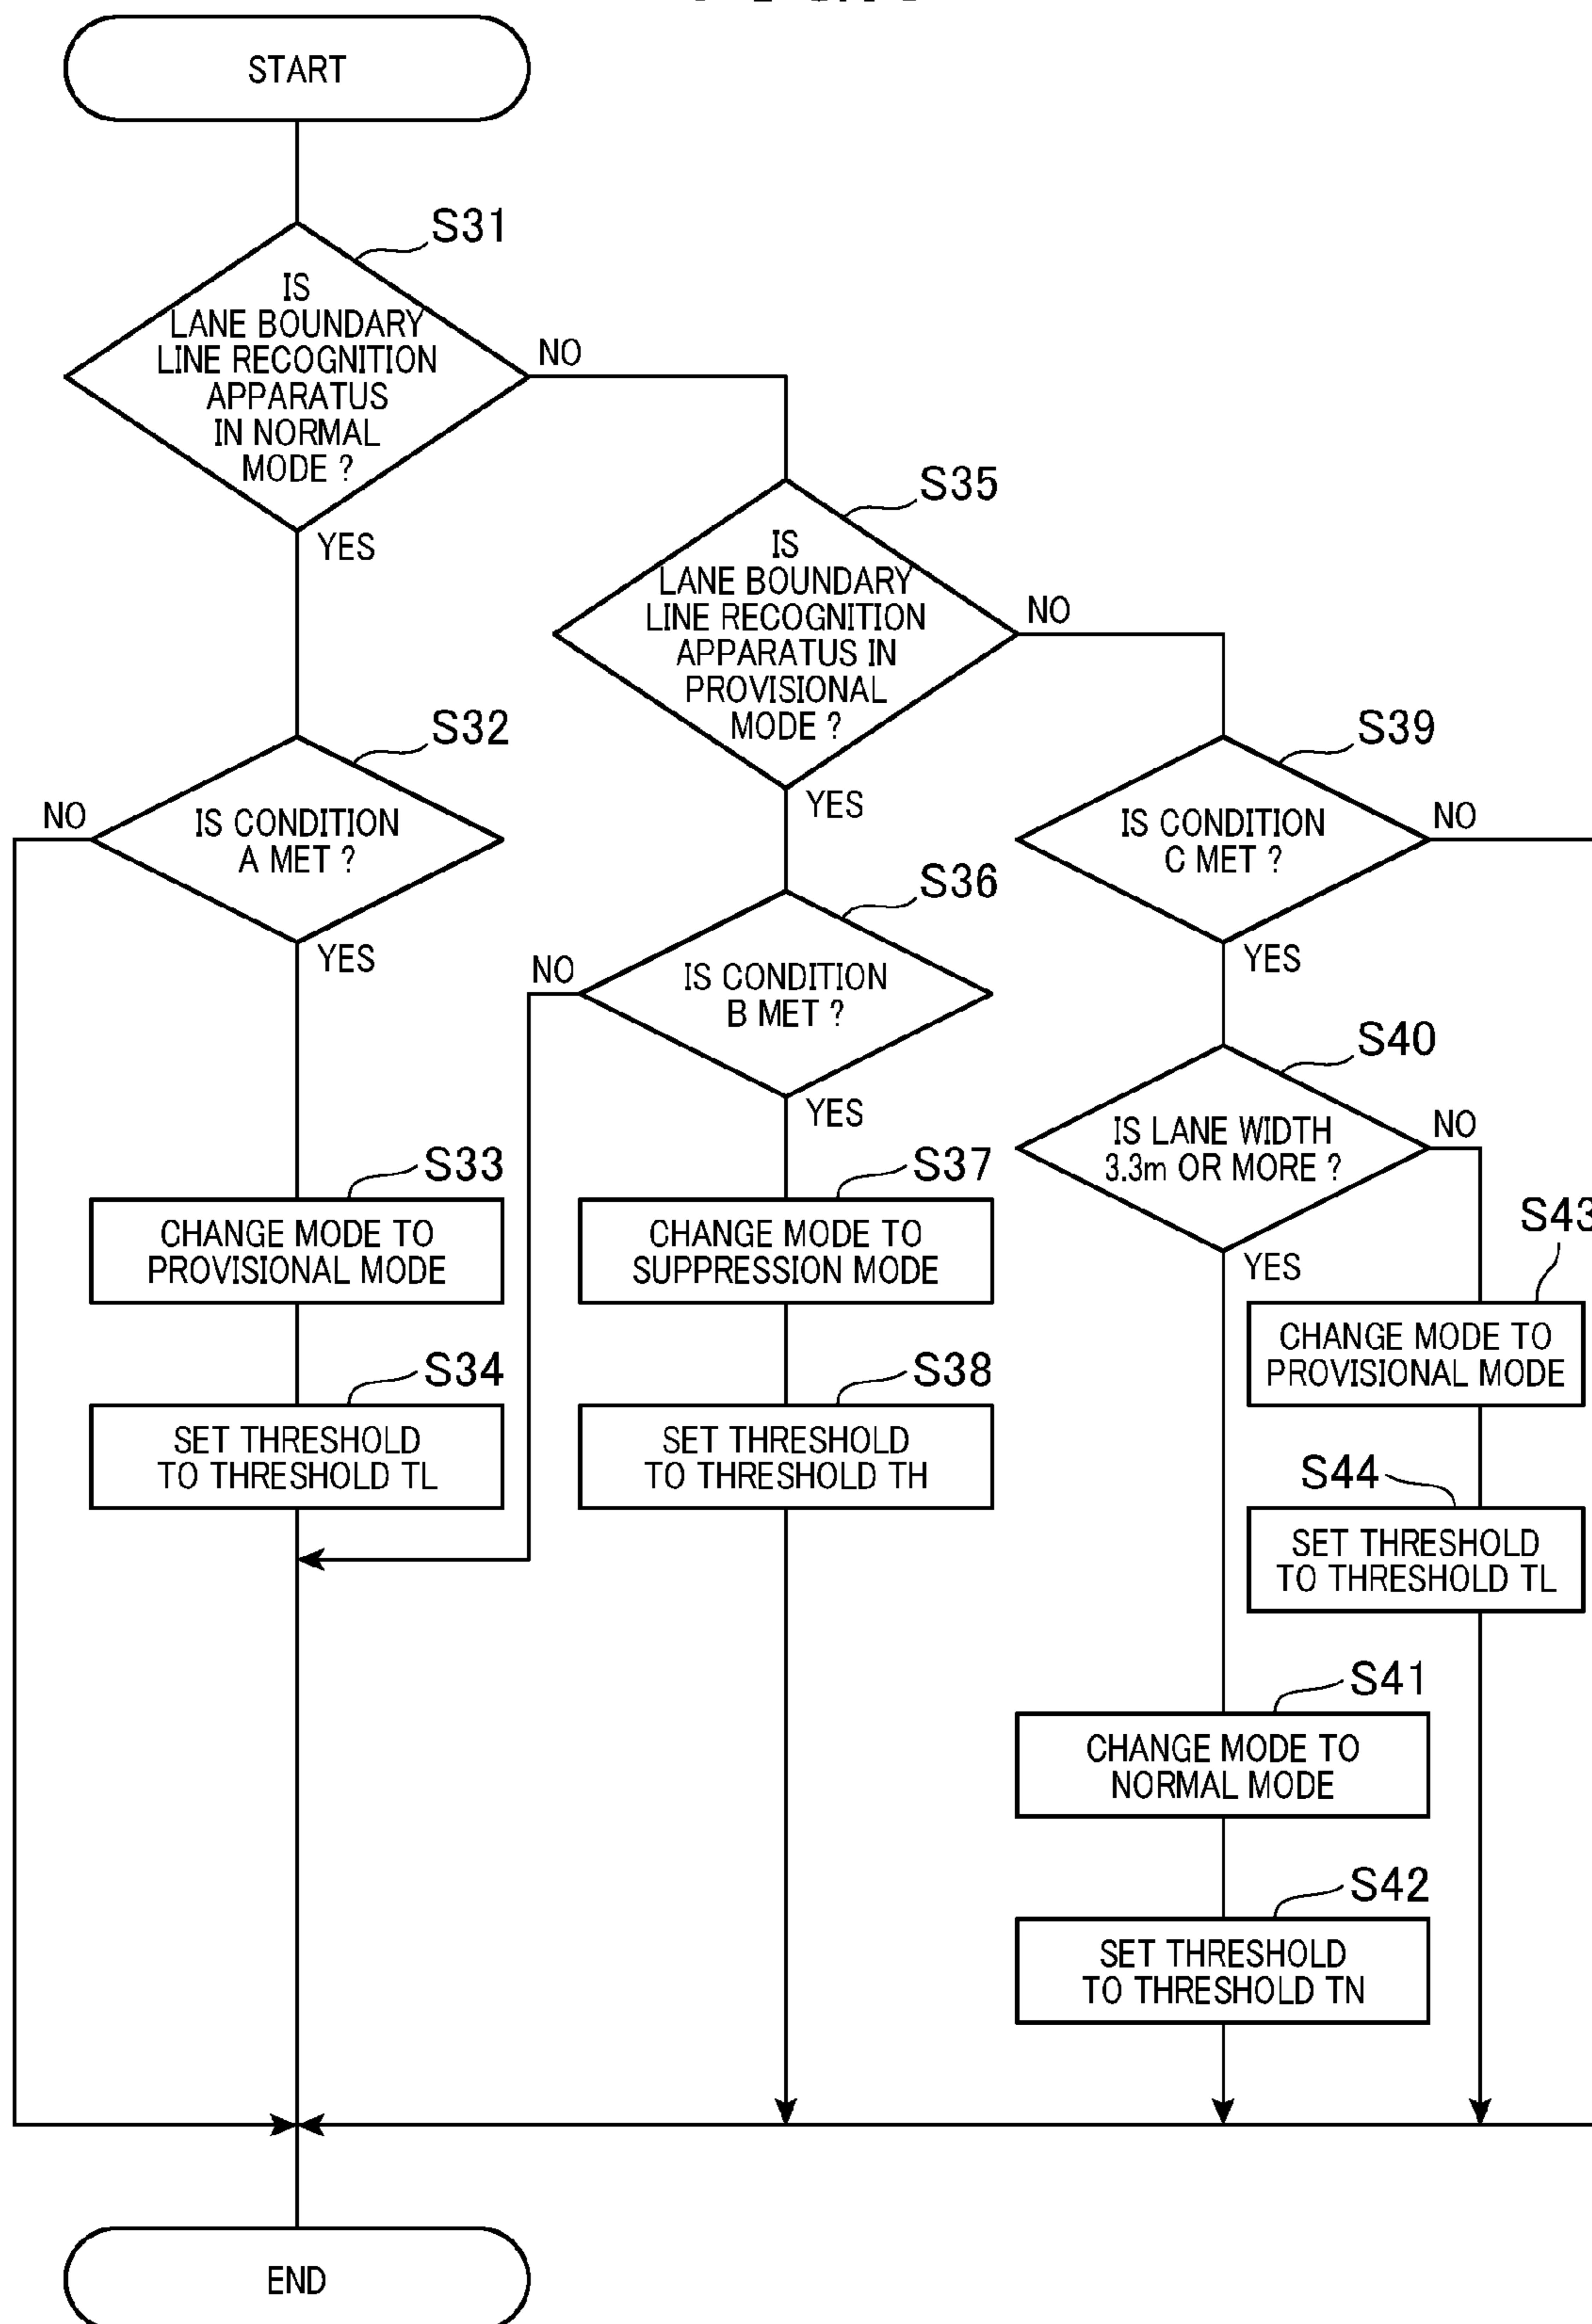 START
S31
IS
LANE BOUNDARY
LINE RECOGNITION
APPARATUS
IN NORMAL
MODE ?
NO
YES
S35
IS
LANE BOUNDARY
LINE RECOGNITION
APPARATUS IN
PROVISIONAL
MODE ?
NO
YES
S32
IS CONDITION
A MET ?
NO
YES
S39
IS CONDITION
C MET ?
NO
YES
S36
IS CONDITION
B MET ?
NO
YES
S40
IS LANE WIDTH
3.3m OR MORE ?
NO
YES
S33
CHANGE MODE TO
PROVISIONAL MODE
S37
CHANGE MODE TO
SUPPRESSION MODE
S43
CHANGE MODE TO
PROVISIONAL MODE
S34
SET THRESHOLD
TO THRESHOLD TL
S38
SET THRESHOLD
TO THRESHOLD TH
S44
SET THRESHOLD
TO THRESHOLD TL
S41
CHANGE MODE TO
NORMAL MODE
S42
SET THRESHOLD
TO THRESHOLD TN
END